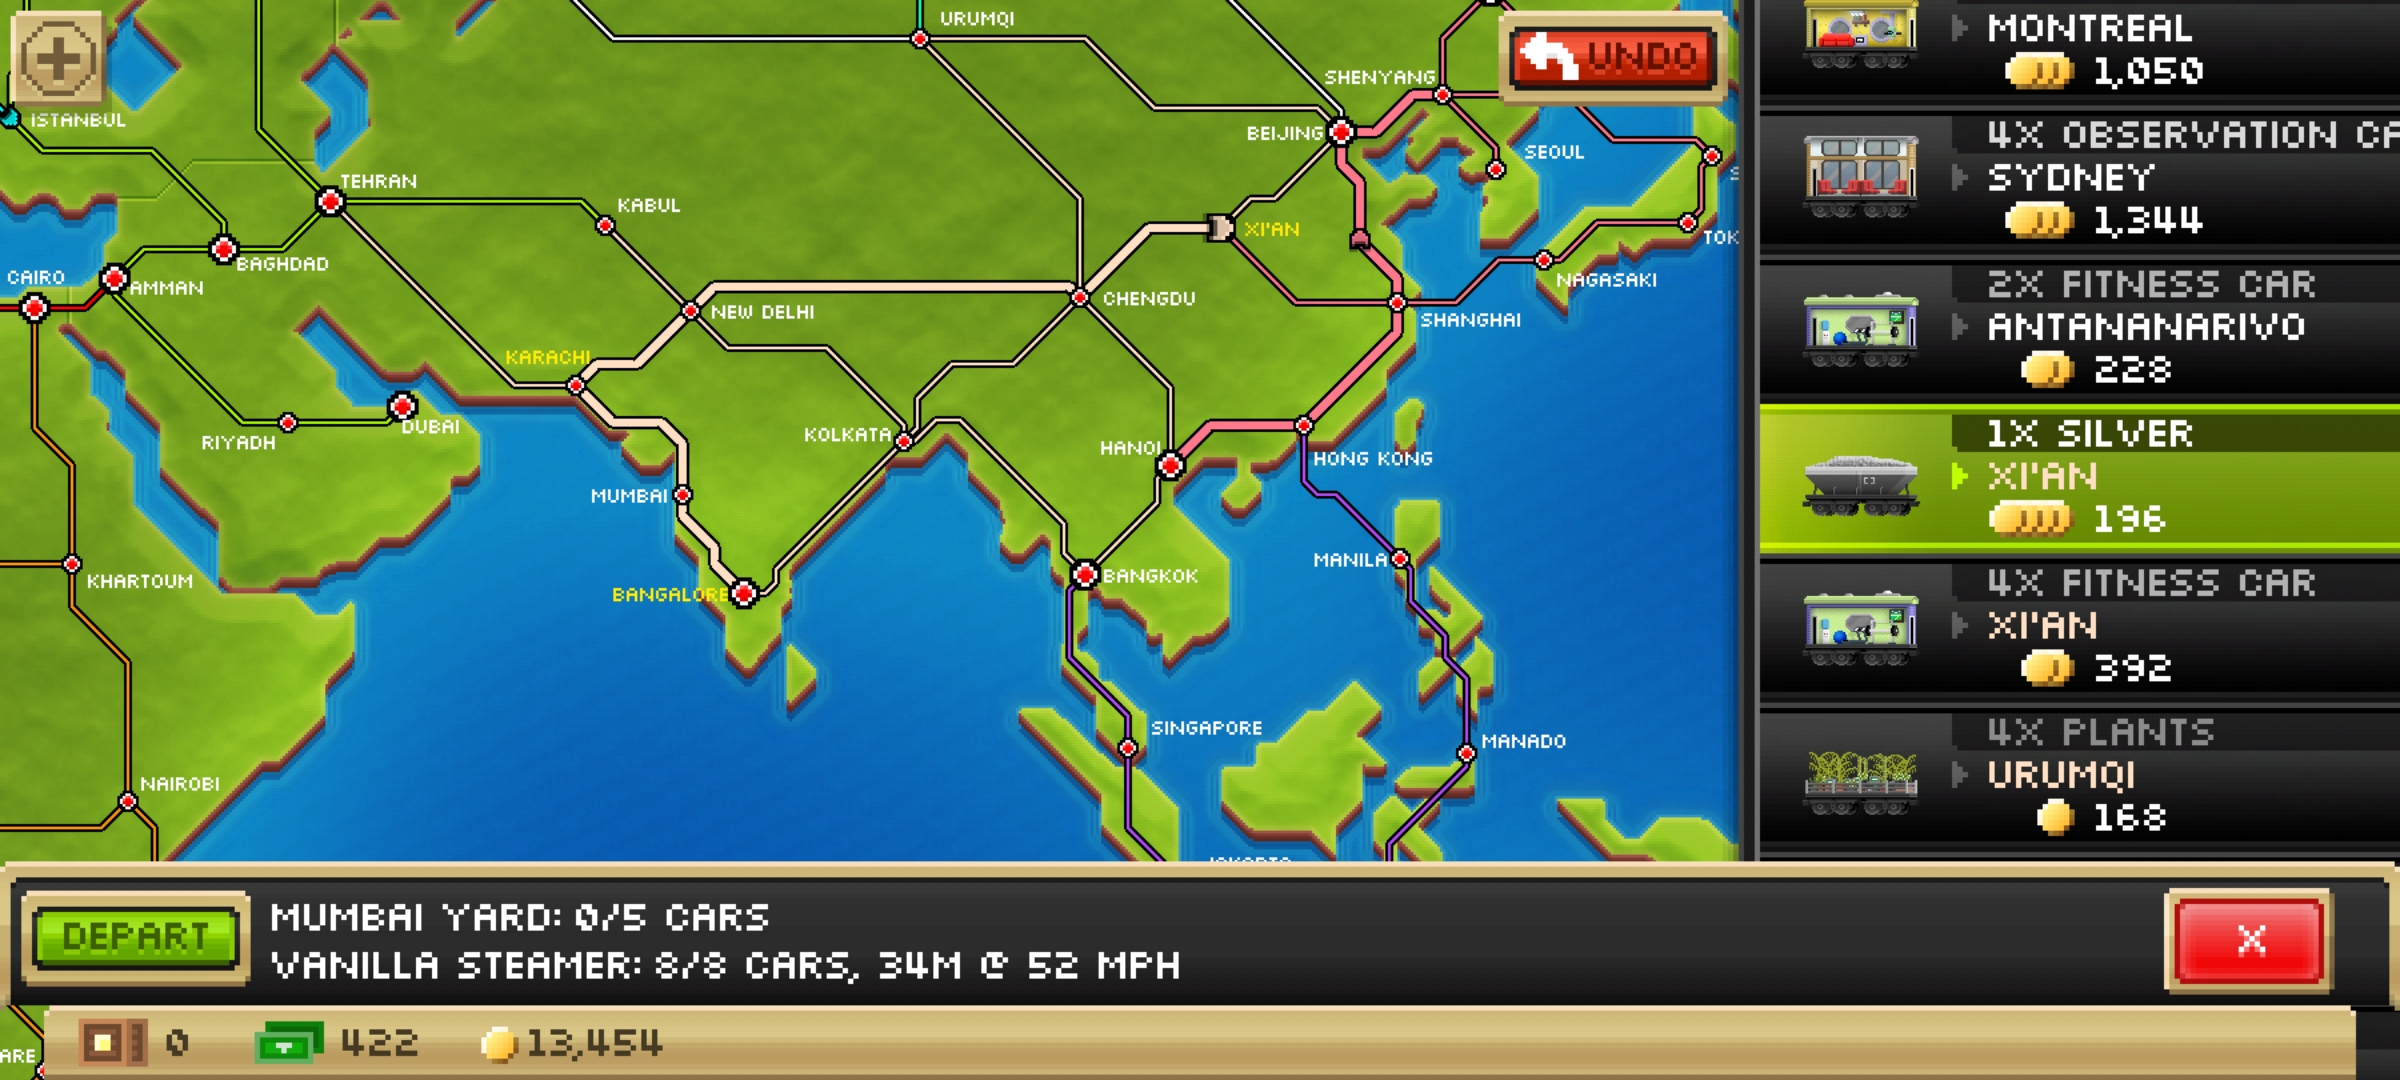 URUMQI
UNDO
SHENYANG
ISTANBUL
BEIJING
SEOUL
TEHRAN
KABUL
XI'AN
BAGHDAD
CAIRO
AMMAN
TOK
NAGASAKI
CHENGDU
NEW DELHI
SHANGHAI
KARACHI
DUBAI
RIYADH
KOLKATA
HANOI
HONG KONG
MUMBAI
MANILA
BANGKOK
KHARTOUM
BANGALORE
SINGAPORE
MANADO
NAIROBI
MONTREAL
1,050
4X OBSERVATION CA
SYDNEY
1,344
2X FITNESS CAR
ANTANANARIVO
228
1X SILVER
XI'AN
196
4X FITNESS CAR
XI'AN
392
4X PLANTS
URUMQI
168
DEPART
MUMBAI YARD: 0/5 CARS
VANILLA STEAMER: 8/8 CARS, 34M @ 52 MPH
X
ARE
0
422
13,454